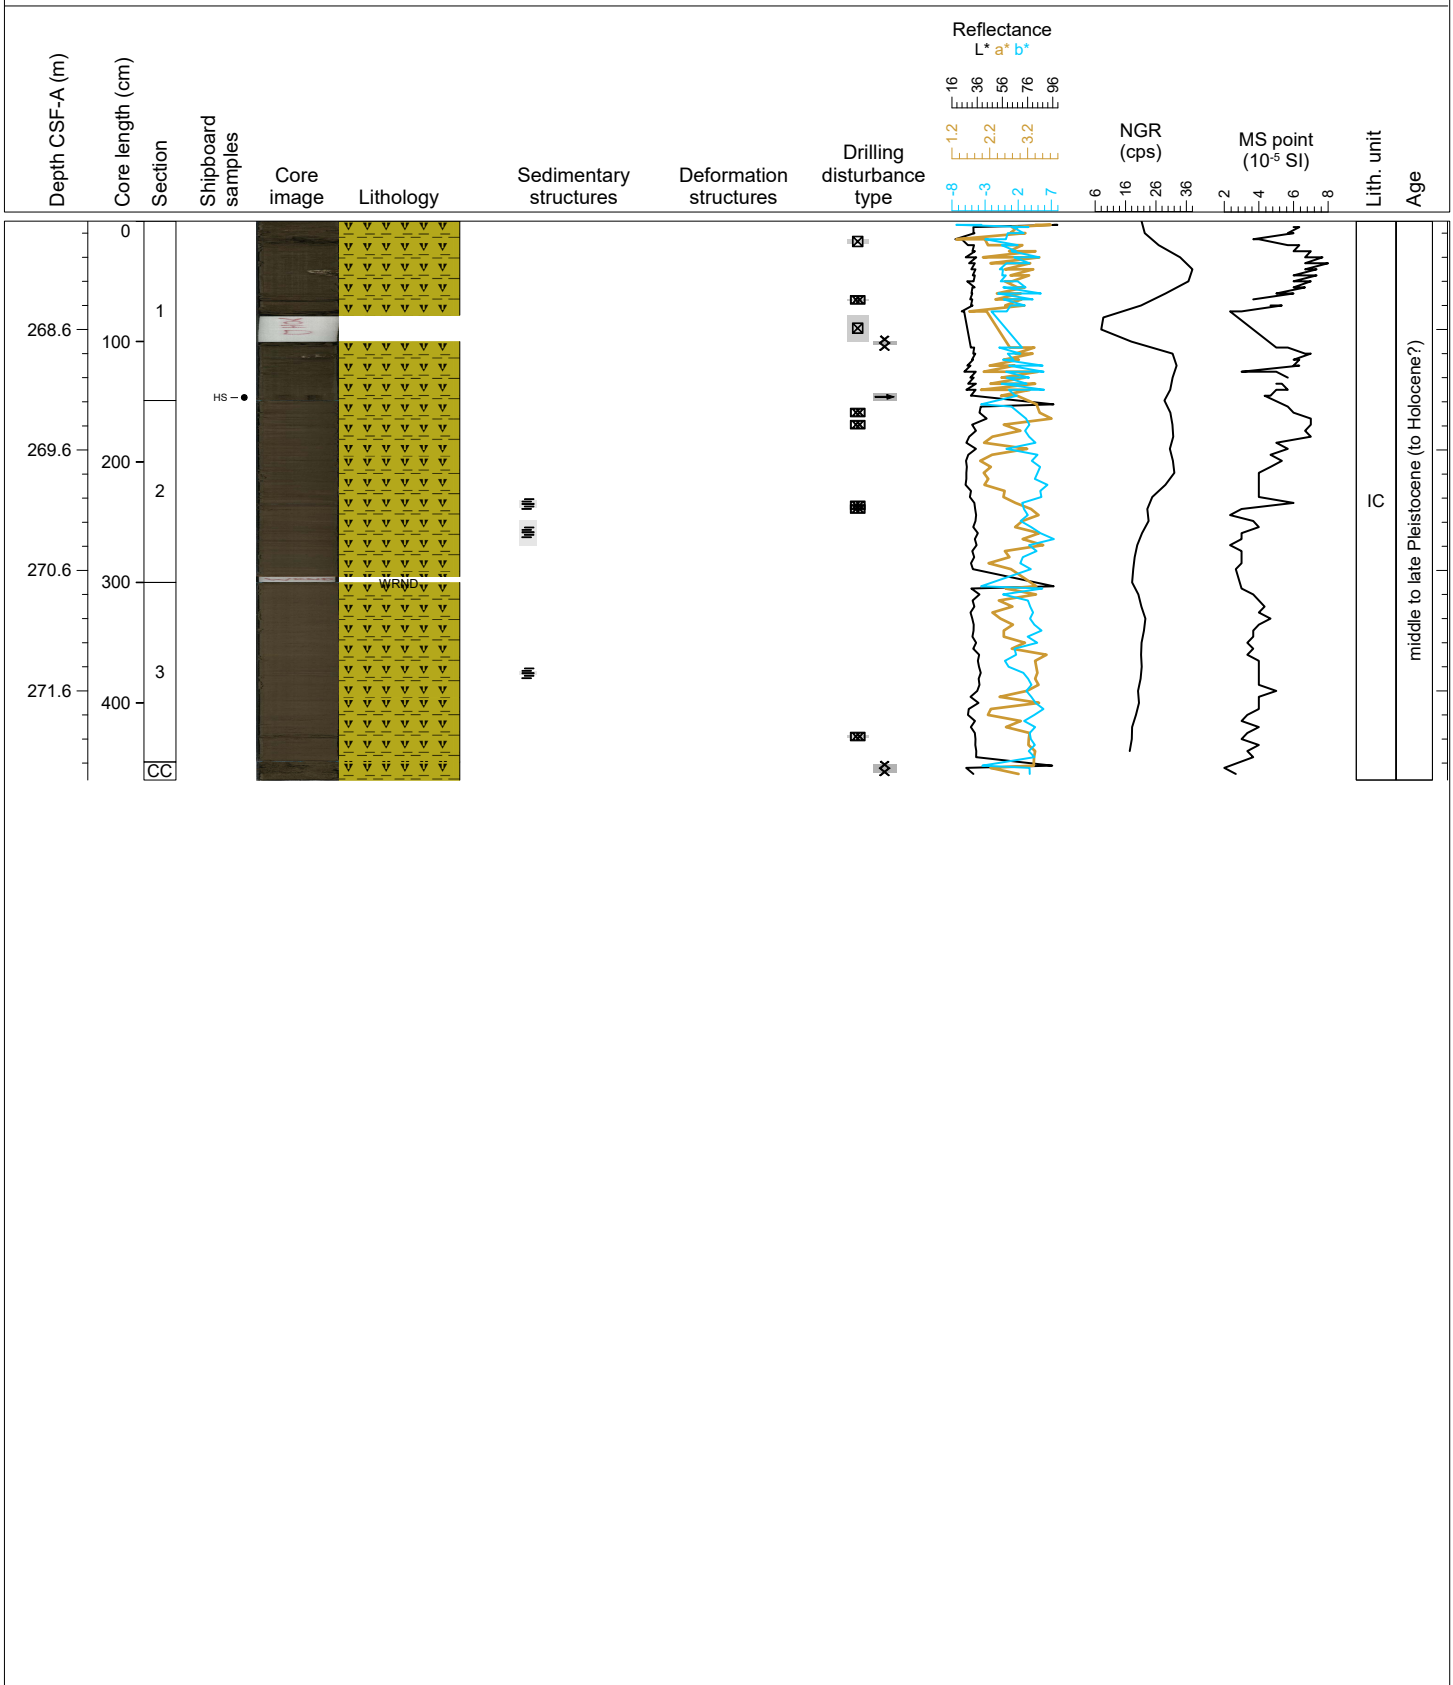 Depth CSF-A (m)
Core length (cm)
Section
Shipboard
samples
Core
image
Lithology
Sedimentary
structures
Deformation
structures
Drilling
disturbance
type
Reflectance
L* a* b*
16 36 56 76 96
1.2 2.2 3.2
-8 -3 2 7
NGR
(cps)
6 16 26 36
MS point
(10⁻⁵ SI)
2 4 6 8
Lith. unit
Age
0
1
268.6
100
HS
269.6
200
2
IC
middle to late Pleistocene (to Holocene?)
270.6
300
WRND
3
271.6
400
CC